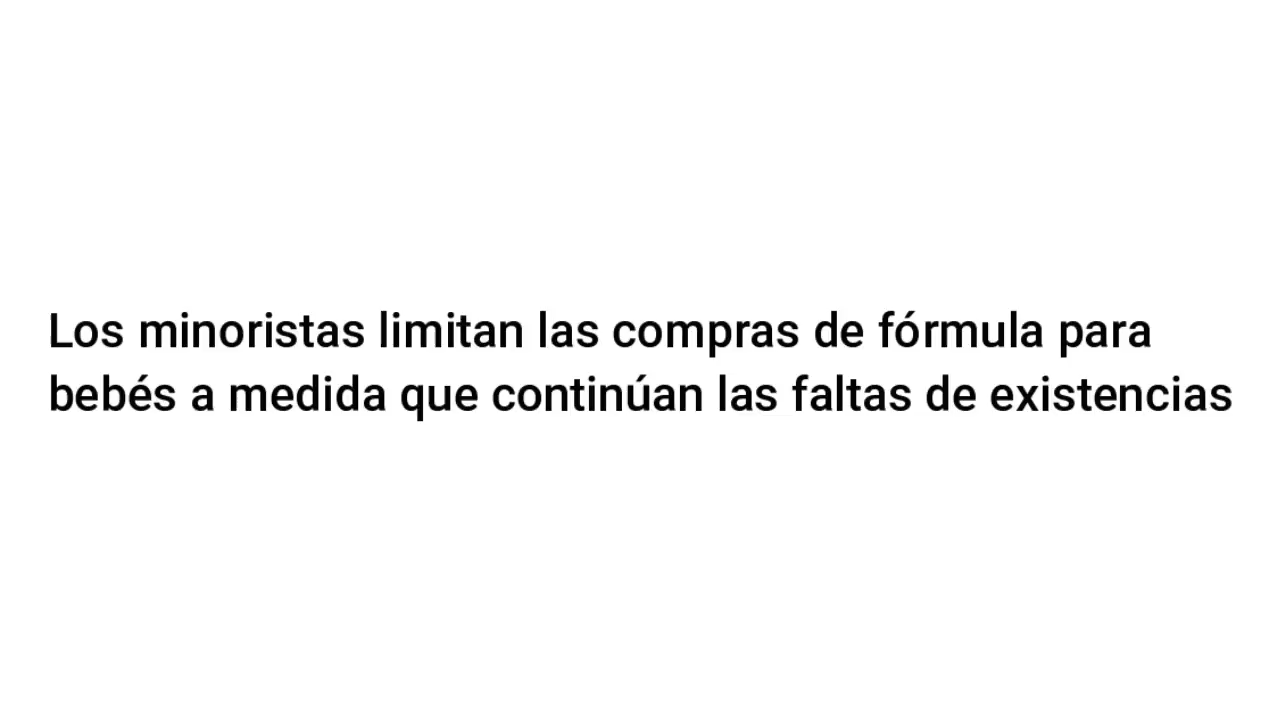 Los minoristas limitan las compras de fórmula para
bebés a medida que continúan las faltas de existencias